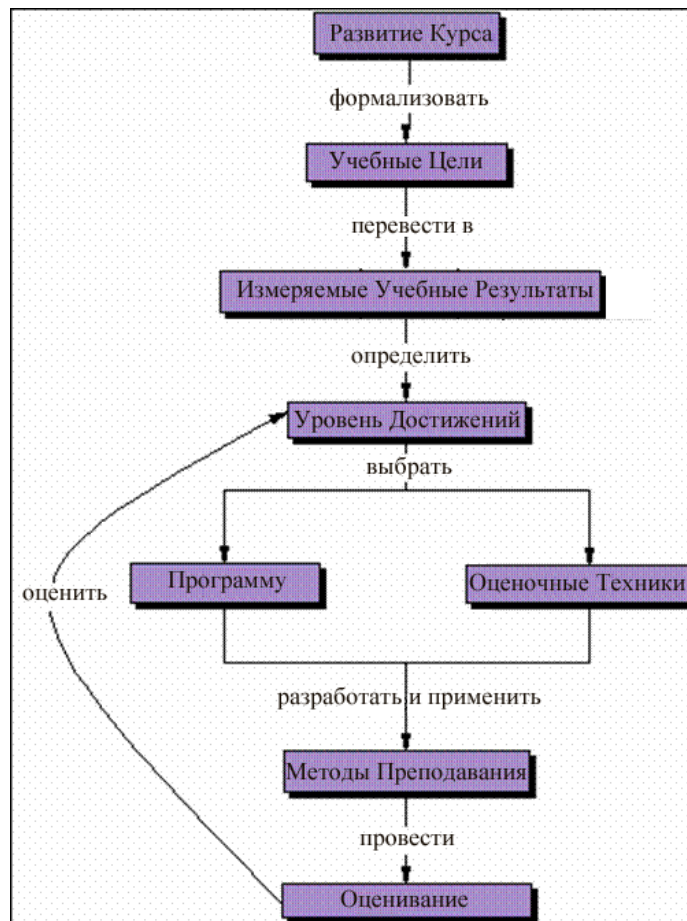 Развитие Курса
формализовать
Учебные Цели
перевести в
Измеряемые Учебные Результаты
определить
Уровень Достижений
выбрать
Программу
Оценочные Техники
оценить
разработать и применить
Методы Преподавания
провести
Оценивание